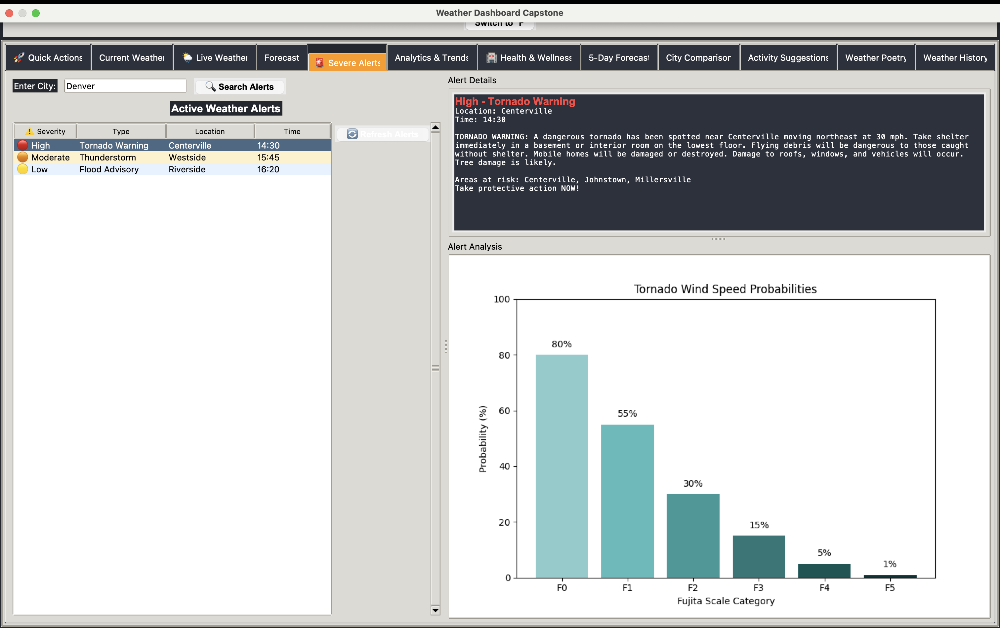 Weather Dashboard Capstone
Switch to °F
Quick Actions
Current Weather
Live Weather
Forecast
Severe Alerts
Analytics & Trends
Health & Wellness
5-Day Forecast
City Comparison
Activity Suggestions
Weather Poetry
Weather History
Enter City:
Denver
Search Alerts
Active Weather Alerts
Severity Type Location Time
High Tornado Warning Centerville 14:30
Moderate Thunderstorm Westside 15:45
Low Flood Advisory Riverside 16:20
Refresh Alerts
Alert Details
High - Tornado Warning
Location: Centerville
Time: 14:30
TORNADO WARNING: A dangerous tornado has been spotted near Centerville moving northeast at 30 mph. Take shelter
immediately in a basement or interior room on the lowest floor. Flying debris will be dangerous to those caught
without shelter. Mobile homes will be damaged or destroyed. Damage to roofs, windows, and vehicles will occur.
Tree damage is likely.
Areas at risk: Centerville, Johnstown, Millersville
Take protective action NOW!
Alert Analysis
Tornado Wind Speed Probabilities
Probability (%)
100
80
60
40
20
0
80%
55%
30%
15%
5%
1%
F0 F1 F2 F3 F4 F5
Fujita Scale Category